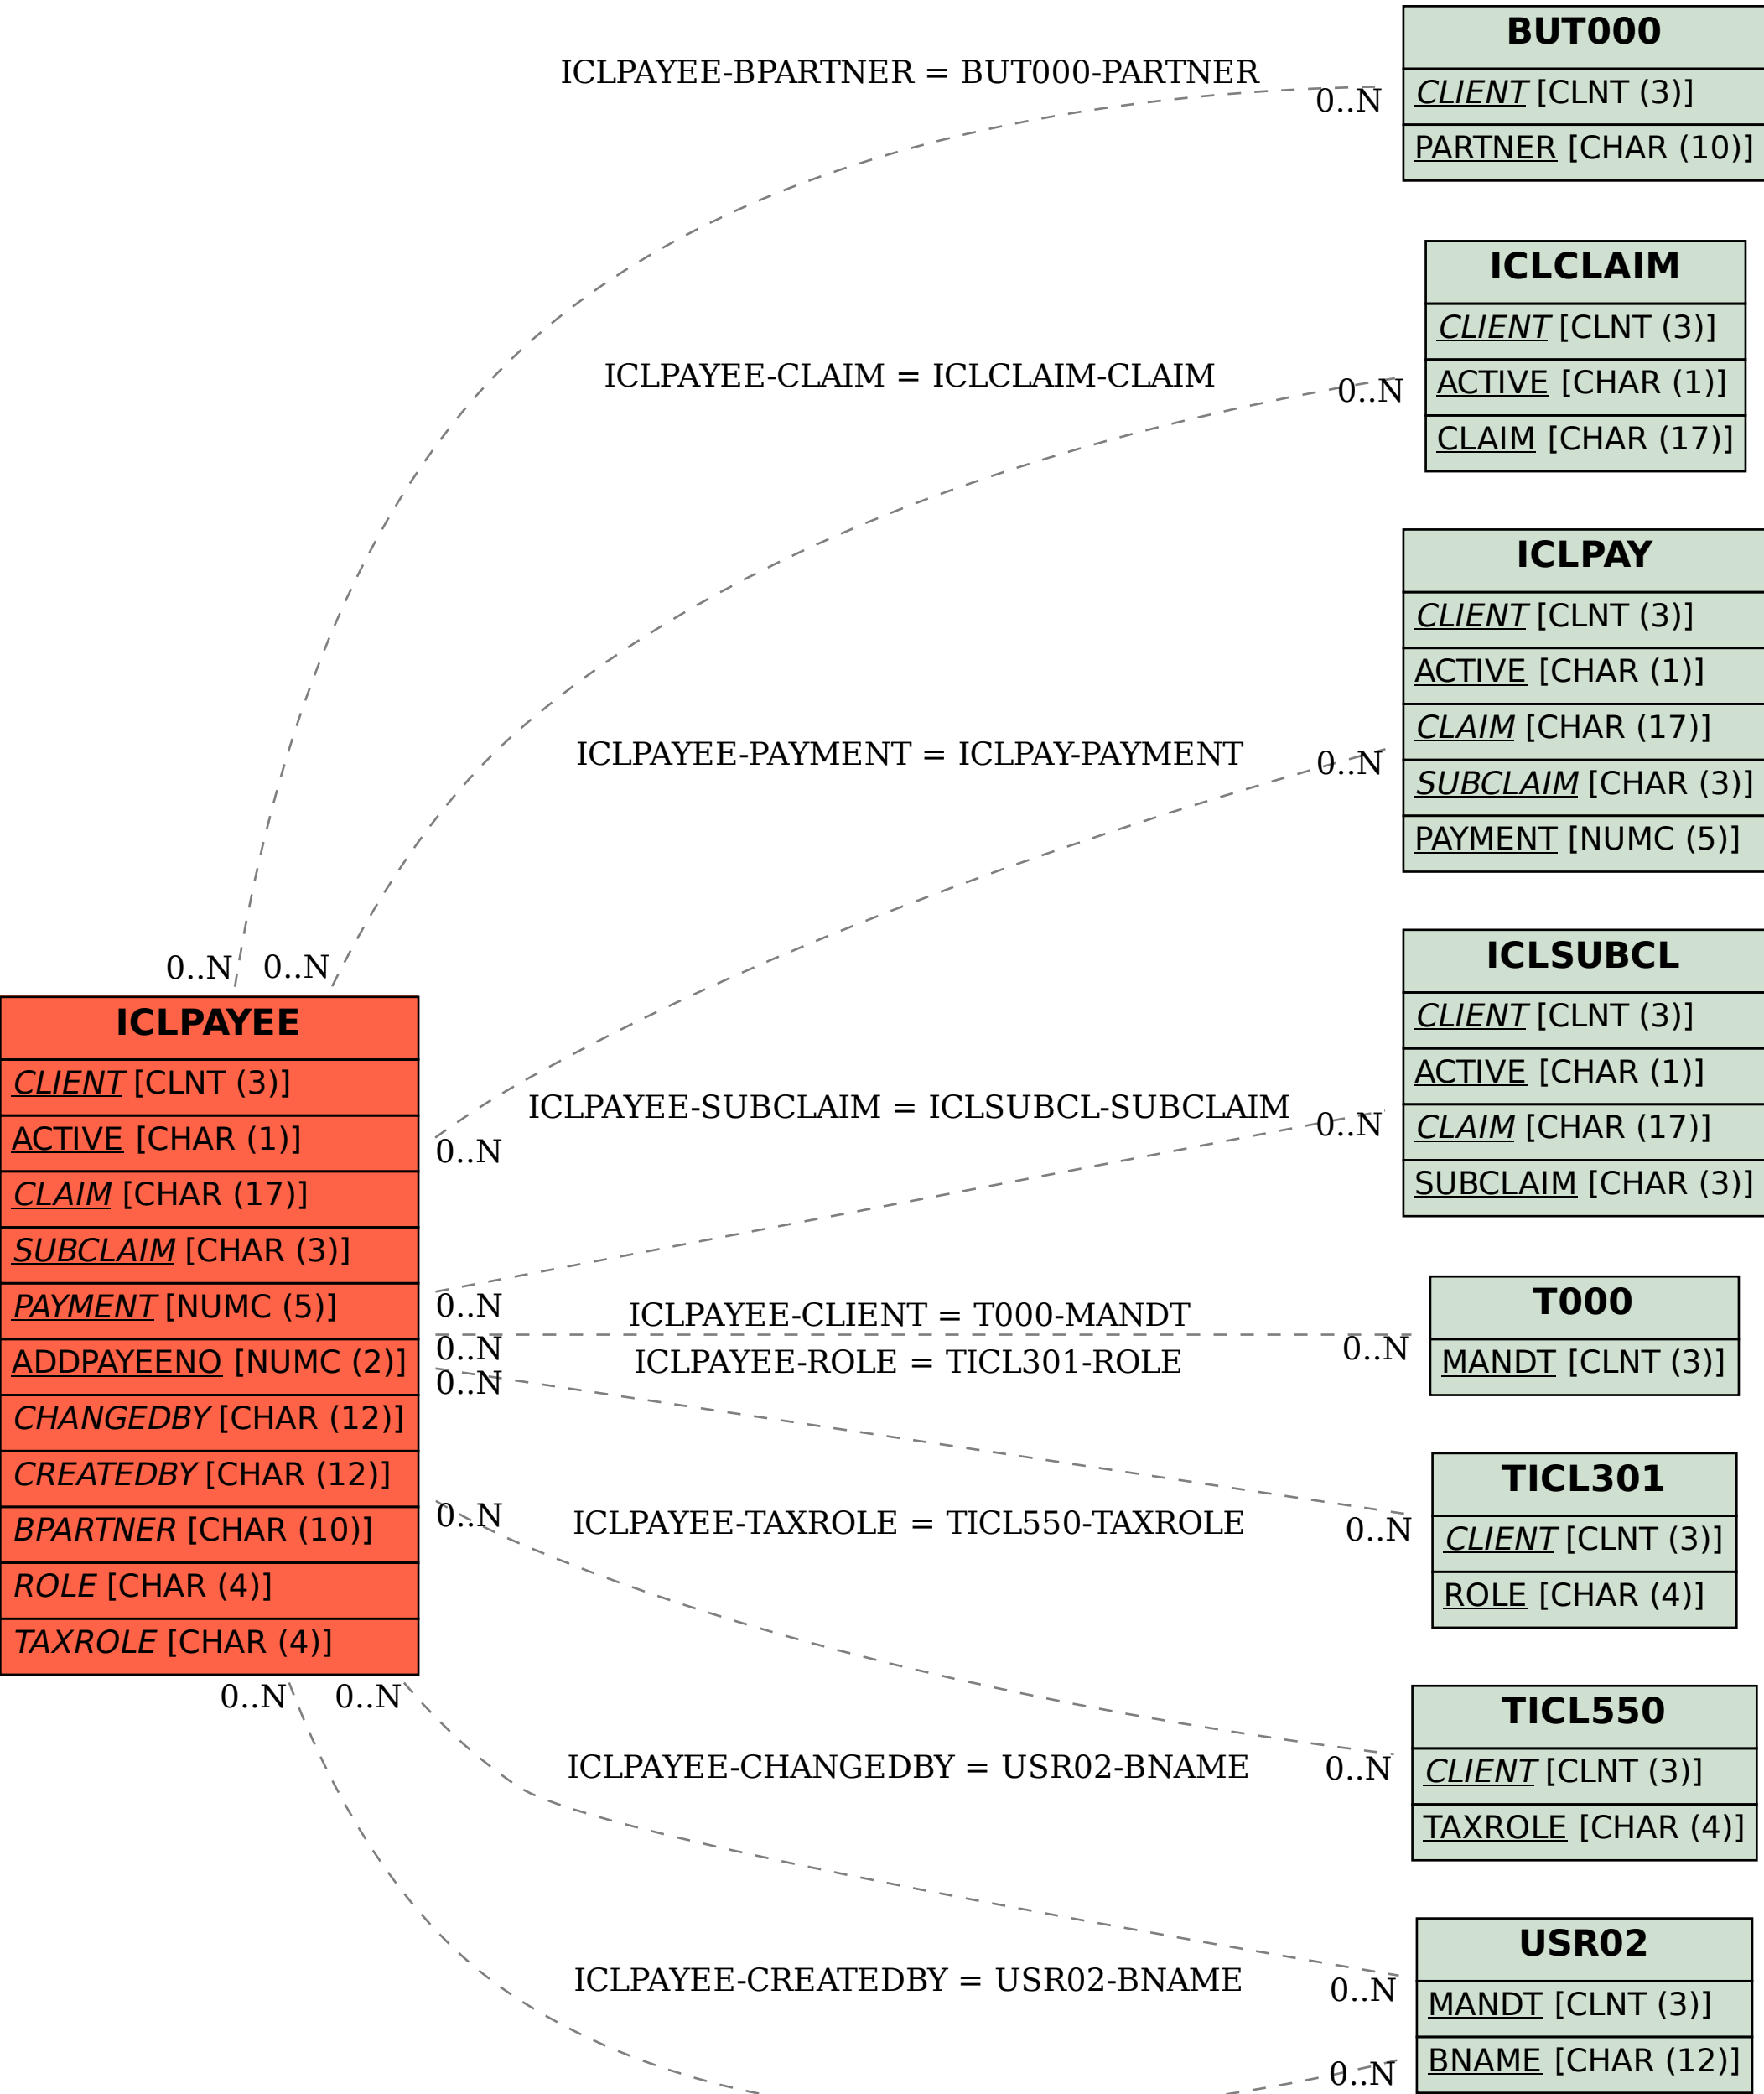 BUT000
ICLPAYEE-BPARTNER = BUT000-PARTNER
0..N
CLIENT [CLNT (3)]
PARTNER [CHAR (10)]
ICLCLAIM
CLIENT [CLNT (3)]
ICLPAYEE-CLAIM = ICLCLAIM-CLAIM
0..N
ACTIVE [CHAR (1)]
CLAIM [CHAR (17)]
ICLPAY
CLIENT [CLNT (3)]
ACTIVE [CHAR (1)]
CLAIM [CHAR (17)]
ICLPAYEE-PAYMENT = ICLPAY-PAYMENT
0..N
SUBCLAIM [CHAR (3)]
PAYMENT [NUMC (5)]
0..N
0..N
ICLSUBCL
CLIENT [CLNT (3)]
ACTIVE [CHAR (1)]
ICLPAYEE-SUBCLAIM = ICLSUBCL-SUBCLAIM
0..N
CLAIM [CHAR (17)]
SUBCLAIM [CHAR (3)]
ICLPAYEE
CLIENT [CLNT (3)]
ACTIVE [CHAR (1)]
0..N
CLAIM [CHAR (17)]
SUBCLAIM [CHAR (3)]
PAYMENT [NUMC (5)]
0..N
ICLPAYEE-CLIENT = T000-MANDT
0..N
0..N
T000
MANDT [CLNT (3)]
ADDPAYEENO [NUMC (2)]
0..N
ICLPAYEE-ROLE = TICL301-ROLE
CHANGEDBY [CHAR (12)]
CREATEDBY [CHAR (12)]
TICL301
BPARTNER [CHAR (10)]
0..N
ICLPAYEE-TAXROLE = TICL550-TAXROLE
0..N
CLIENT [CLNT (3)]
ROLE [CHAR (4)]
ROLE [CHAR (4)]
TAXROLE [CHAR (4)]
0..N
0..N
TICL550
ICLPAYEE-CHANGEDBY = USR02-BNAME
0..N
CLIENT [CLNT (3)]
TAXROLE [CHAR (4)]
USR02
ICLPAYEE-CREATEDBY = USR02-BNAME
0..N
MANDT [CLNT (3)]
0..N
BNAME [CHAR (12)]